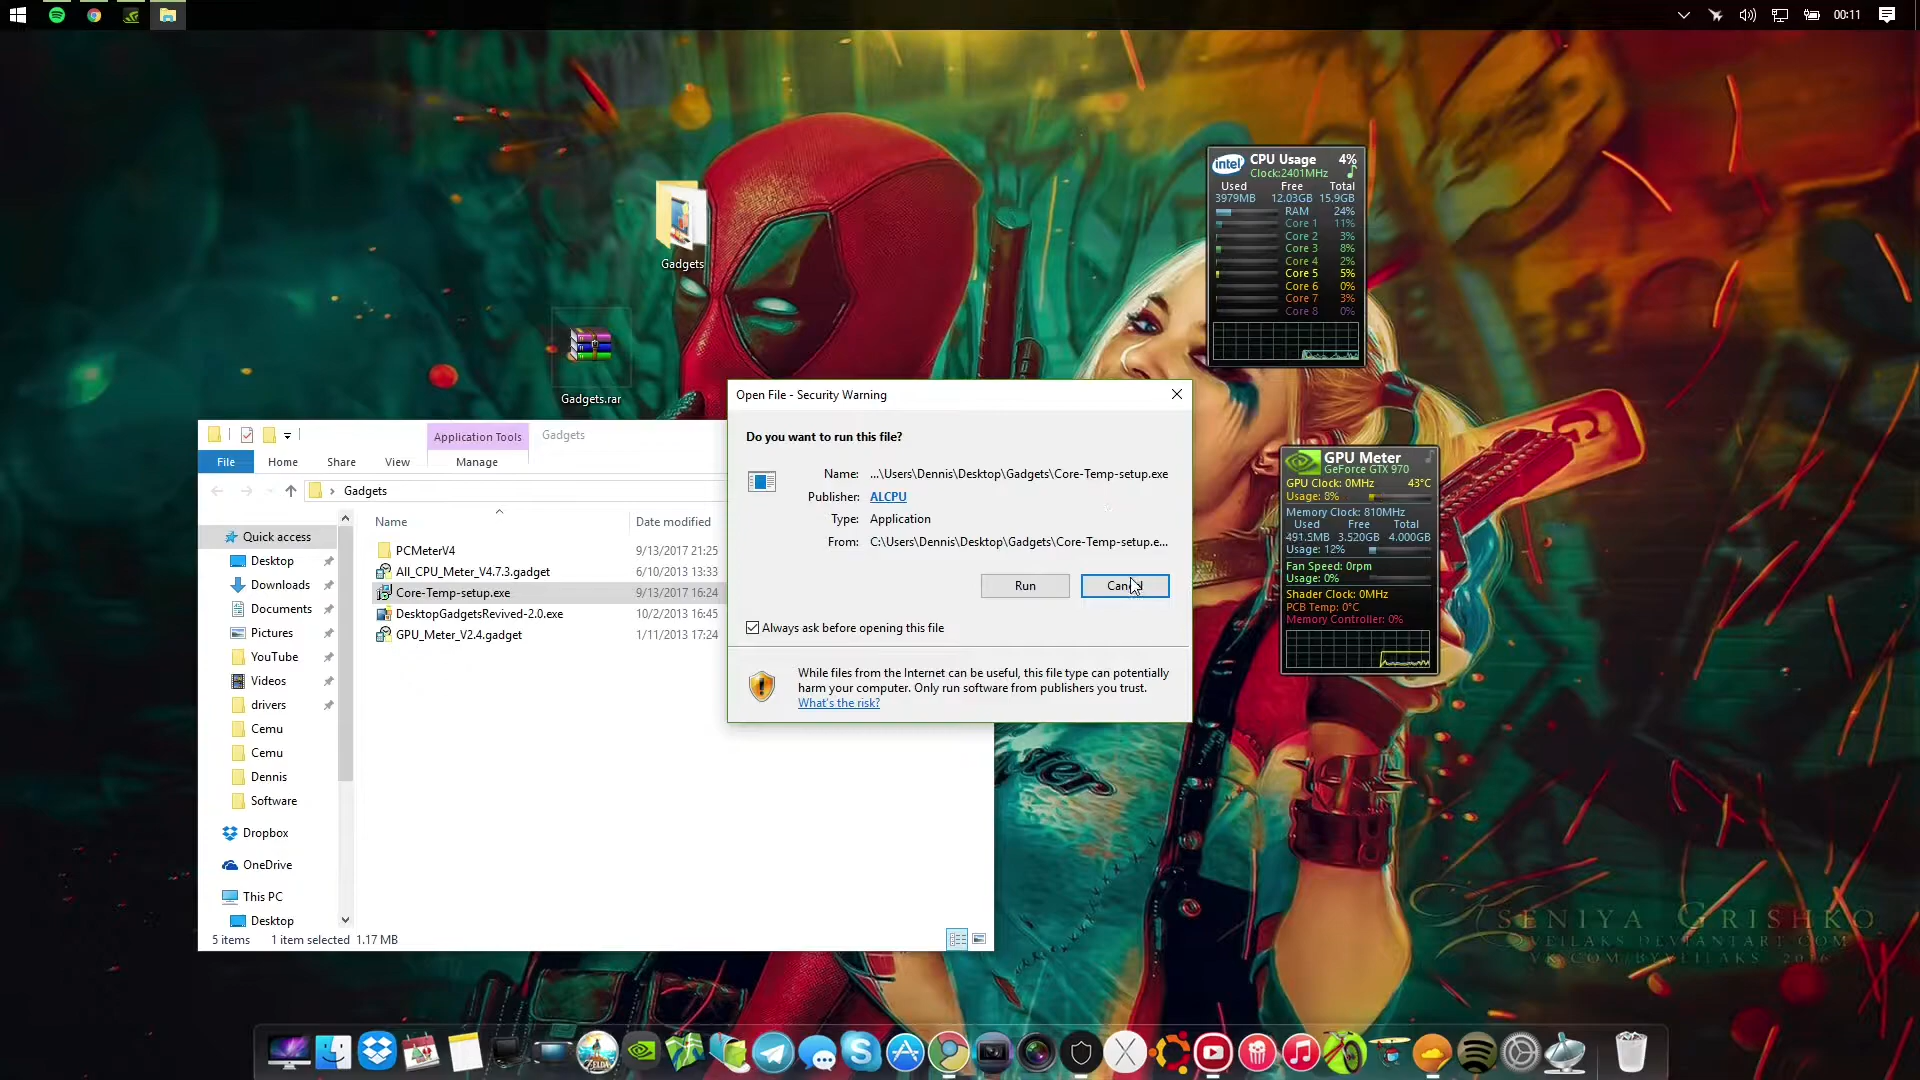 00:11
Gadgets
Gadgets.rar
intel
CPU Usage 4%
Clock:2401MHz
Used Free Total
3979MB 12.03GB 15.9GB
RAM 24%
Core 1 11%
Core 2 3%
Core 3 8%
Core 4 2%
Core 5 5%
Core 6 0%
Core 7 3%
Core 8 0%
GPU Meter
GeForce GTX 970
GPU Clock: 0MHz 43°C
Usage: 8%
Memory Clock: 810MHz
Used Free Total
491.5MB 3.520GB 4.000GB
Usage: 12%
Fan Speed: 0rpm
Usage: 0%
Shader Clock: 0MHz
PCB Temp: 0°C
Memory Controller: 0%
Application Tools Gadgets
File Home Share View Manage
Gadgets
Name Date modified
PCMeterV4 9/13/2017 21:25
All_CPU_Meter_V4.7.3.gadget 6/10/2013 13:33
Core-Temp-setup.exe 9/13/2017 16:24
DesktopGadgetsRevived-2.0.exe 10/2/2013 16:45
GPU_Meter_V2.4.gadget 1/11/2013 17:24
Quick access
Desktop
Downloads
Documents
Pictures
YouTube
Videos
drivers
Cemu
Cemu
Dennis
Software
Dropbox
OneDrive
This PC
Desktop
5 items 1 item selected 1.17 MB
Open File - Security Warning
Do you want to run this file?
Name: ...\Users\Dennis\Desktop\Gadgets\Core-Temp-setup.exe
Publisher: ALCPU
Type: Application
From: C:\Users\Dennis\Desktop\Gadgets\Core-Temp-setup.e...
Run Cancel
Always ask before opening this file
While files from the Internet can be useful, this file type can potentially
harm your computer. Only run software from publishers you trust.
What's the risk?
KSENIYA GRISHKO
VEILAKS.DEVIANTART.COM
VK.COM/BYVEILAKS 2016